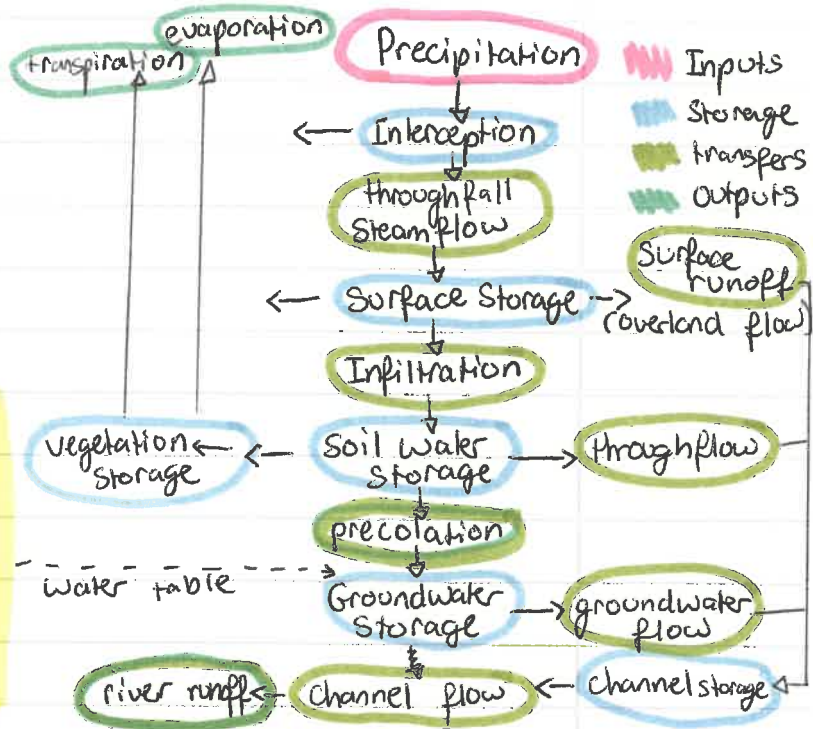 evaporation
transpiration
Precipitation
Inputs
Storage
transfers
Outputs
Interception
throughfall
Steamflow
Surface
runoff
(overland flow)
Surface Storage
Infiltration
vegetation
storage
Soil water
Storage
throughflow
precolation
water table
Groundwater
Storage
groundwater
flow
river runoff
Channel flow
Channel storage